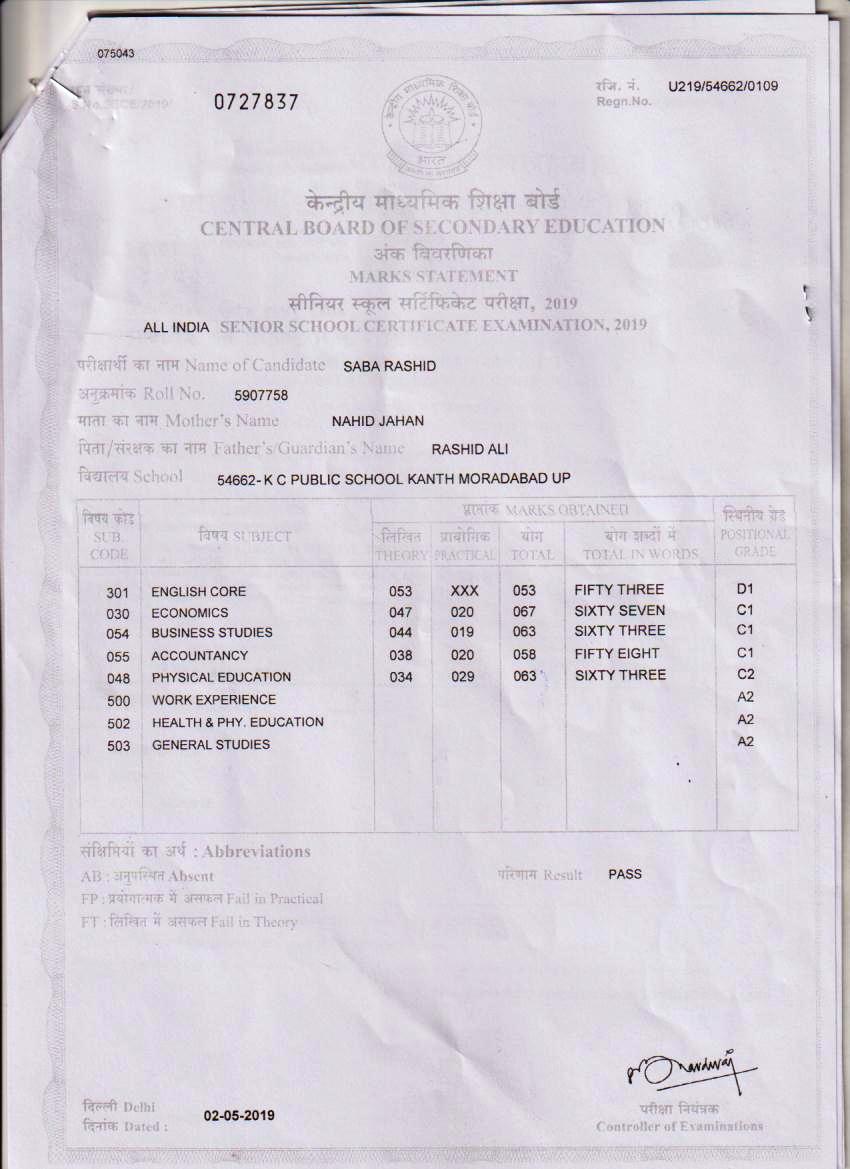 075043
0727837
रजि. नं. U219/54662/0109
Regn.No.
केन्द्रीय माध्यमिक शिक्षा बोर्ड
भारत
केन्द्रीय माध्यमिक शिक्षा बोर्ड
CENTRAL BOARD OF SECONDARY EDUCATION
अंक विवरणिका
MARKS STATEMENT
सीनियर स्कूल सर्टिफिकेट परीक्षा, 2019
ALL INDIA SENIOR SCHOOL CERTIFICATE EXAMINATION, 2019
परीक्षार्थी का नाम Name of Candidate SABA RASHID
अनुक्रमांक Roll No. 5907758
माता का नाम Mother's Name NAHID JAHAN
पिता/संरक्षक का नाम Father's/Guardian's Name RASHID ALI
विद्यालय School 54662- K C PUBLIC SCHOOL KANTH MORADABAD UP
विषय कोड SUB. CODE विषय SUBJECT प्राप्तांक MARKS OBTAINED स्थितीय ग्रेड POSITIONAL GRADE
लिखित THEORY प्रायोगिक PRACTICAL योग TOTAL योग शब्दों में TOTAL IN WORDS
301 ENGLISH CORE 053 XXX 053 FIFTY THREE D1
030 ECONOMICS 047 020 067 SIXTY SEVEN C1
054 BUSINESS STUDIES 044 019 063 SIXTY THREE C1
055 ACCOUNTANCY 038 020 058 FIFTY EIGHT C1
048 PHYSICAL EDUCATION 034 029 063 SIXTY THREE C2
500 WORK EXPERIENCE A2
502 HEALTH & PHY. EDUCATION A2
503 GENERAL STUDIES A2
संक्षिप्तियों का अर्थ : Abbreviations
AB : अनुपस्थित Absent परिणाम Result PASS
FP : प्रयोगात्मक में असफल Fail in Practical
FT : लिखित में असफल Fail in Theory
दिल्ली Delhi
दिनांक Dated : 02-05-2019
परीक्षा नियंत्रक
Controller of Examinations